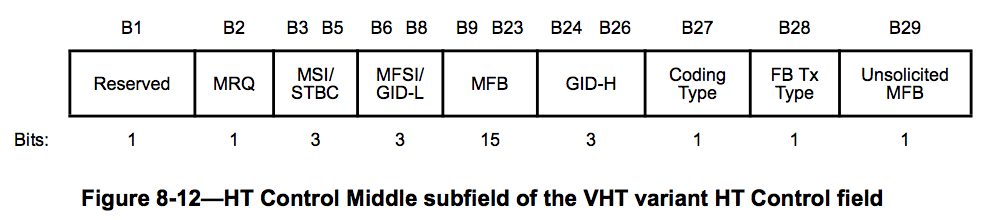 B1 B2 B3 B5 B6 B8 B9 B23 B24 B26 B27 B28 B29
Reserved MRQ MSI/ STBC MFSI/ GID-L MFB GID-H Coding Type FB Tx Type Unsolicited MFB
Bits: 1 1 3 3 15 3 1 1 1
Figure 8-12—HT Control Middle subfield of the VHT variant HT Control field